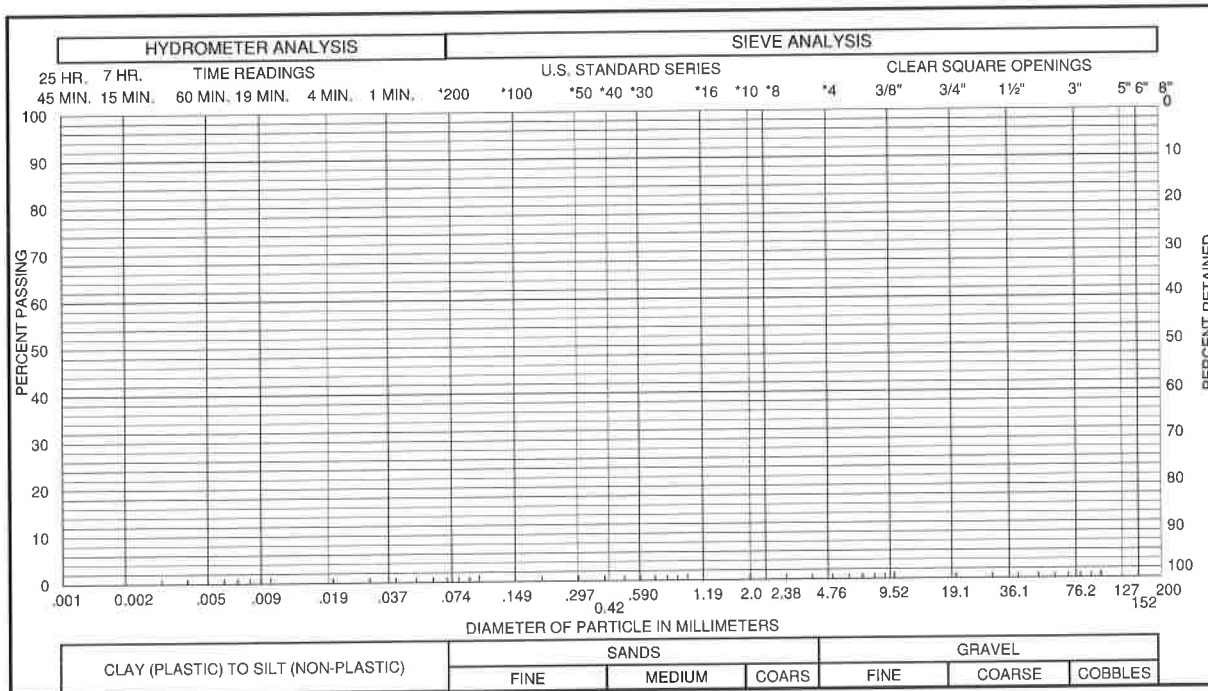 HYDROMETER ANALYSIS SIEVE ANALYSIS
25 HR. 7 HR. TIME READINGS U.S. STANDARD SERIES CLEAR SQUARE OPENINGS
45 MIN. 15 MIN. 60 MIN. 19 MIN. 4 MIN. 1 MIN. *200 *100 *50 *40 *30 *16 *10 *8 *4 3/8" 3/4" 1½" 3" 5" 6" 8"
100 0
90 10
80 20
70 30
60 40
50 50
40 60
30 70
20 80
10 90
0 100
PERCENT PASSING
PERCENT RETAINED
.001 0.002 .005 .009 .019 .037 .074 .149 .297 .590 1.19 2.0 2.38 4.76 9.52 19.1 36.1 76.2 127 200
0.42 152
DIAMETER OF PARTICLE IN MILLIMETERS
CLAY (PLASTIC) TO SILT (NON-PLASTIC) SANDS GRAVEL
FINE MEDIUM COARS FINE COARSE COBBLES